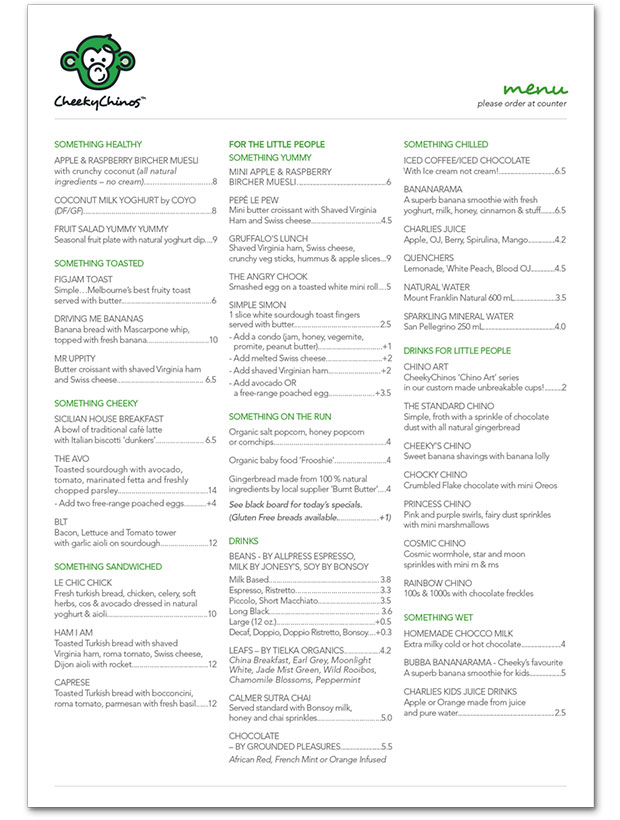 CheekyChinos™
menu
please order at counter
SOMETHING HEALTHY
APPLE & RASPBERRY BIRCHER MUESLI
with crunchy coconut (all natural
ingredients – no cream)..........................8
COCONUT MILK YOGHURT by COYO
(DF/GF)................................................8
FRUIT SALAD YUMMY YUMMY
Seasonal fruit plate with natural yoghurt dip...9
SOMETHING TOASTED
FIGJAM TOAST
Simple...Melbourne's best fruity toast
served with butter..................................6
DRIVING ME BANANAS
Banana bread with Mascarpone whip,
topped with fresh banana.......................10
MR UPPITY
Butter croissant with shaved Virginia ham
and Swiss cheese................................ 6.5
SOMETHING CHEEKY
SICILIAN HOUSE BREAKFAST
A bowl of traditional café latte
with Italian biscotti 'dunkers'..................6.5
THE AVO
Toasted sourdough with avocado,
tomato, marinated fetta and freshly
chopped parsley...................................14
- Add two free-range poached eggs........+4
BLT
Bacon, Lettuce and Tomato tower
with garlic aioli on sourdough.................12
SOMETHING SANDWICHED
LE CHIC CHICK
Fresh turkish bread, chicken, celery, soft
herbs, cos & avocado dressed in natural
yoghurt & aioli......................................10
HAM I AM
Toasted Turkish bread with shaved
Virginia ham, roma tomato, Swiss cheese,
Dijon aioli with rocket............................12
CAPRESE
Toasted Turkish bread with bocconcini,
roma tomato, parmesan with fresh basil......12
FOR THE LITTLE PEOPLE
SOMETHING YUMMY
MINI APPLE & RASPBERRY
BIRCHER MUESLI..................................6
PEPÉ LE PEW
Mini butter croissant with Shaved Virginia
Ham and Swiss cheese..........................4.5
GRUFFALO'S LUNCH
Shaved Virginia ham, Swiss cheese,
crunchy veg sticks, hummus & apple slices...9
THE ANGRY CHOOK
Smashed egg on a toasted white mini roll.....5
SIMPLE SIMON
1 slice white sourdough toast fingers
served with butter................................2.5
- Add a condo (jam, honey, vegemite,
promite, peanut butter)........................+1
- Add melted Swiss cheese....................+2
- Add shaved Virginian ham...................+2
- Add avocado OR
a free-range poached egg..................+3.5
SOMETHING ON THE RUN
Organic salt popcorn, honey popcorn
or cornchips..........................................4
Organic baby food 'Frooshie'...................4
Gingerbread made from 100 % natural
ingredients by local supplier 'Burnt Butter'....4
See black board for today's specials.
(Gluten Free breads available...............+1)
DRINKS
BEANS - BY ALLPRESS ESPRESSO,
MILK BY JONESY'S, SOY BY BONSOY
Milk Based..........................................3.8
Espresso, Ristretto...............................3.3
Piccolo, Short Macchiato........................3.5
Long Black.......................................... 3.6
Large (12 oz.)....................................+0.5
Decaf, Doppio, Doppio Ristretto, Bonsoy....+0.3
LEAFS – BY TIELKA ORGANICS.............4.2
China Breakfast, Earl Grey, Moonlight
White, Jade Mist Green, Wild Rooibos,
Chamomile Blossoms, Peppermint
CALMER SUTRA CHAI
Served standard with Bonsoy milk,
honey and chai sprinkles.......................5.0
CHOCOLATE
– BY GROUNDED PLEASURES..............5.5
African Red, French Mint or Orange Infused
SOMETHING CHILLED
ICED COFFEE/ICED CHOCOLATE
With Ice cream not cream!.....................6.5
BANANARAMA
A superb banana smoothie with fresh
yoghurt, milk, honey, cinnamon & stuff......6.5
CHARLIES JUICE
Apple, OJ, Berry, Spirulina, Mango..........4.2
QUENCHERS
Lemonade, White Peach, Blood OJ.........4.5
NATURAL WATER
Mount Franklin Natural 600 mL...............3.5
SPARKLING MINERAL WATER
San Pellegrino 250 mL..........................4.0
DRINKS FOR LITTLE PEOPLE
CHINO ART
CheekyChinos 'Chino Art' series
in our custom made unbreakable cups!.......2
THE STANDARD CHINO
Simple, froth with a sprinkle of chocolate
dust with all natural gingerbread
CHEEKY'S CHINO
Sweet banana shavings with banana lolly
CHOCKY CHINO
Crumbled Flake chocolate with mini Oreos
PRINCESS CHINO
Pink and purple swirls, fairy dust sprinkles
with mini marshmallows
COSMIC CHINO
Cosmic wormhole, star and moon
sprinkles with mini m & ms
RAINBOW CHINO
100s & 1000s with chocolate freckles
SOMETHING WET
HOMEMADE CHOCCO MILK
Extra milky cold or hot chocolate...............4
BUBBA BANANARAMA - Cheeky's favourite
A superb banana smoothie for kids............5
CHARLIES KIDS JUICE DRINKS
Apple or Orange made from juice
and pure water....................................2.5